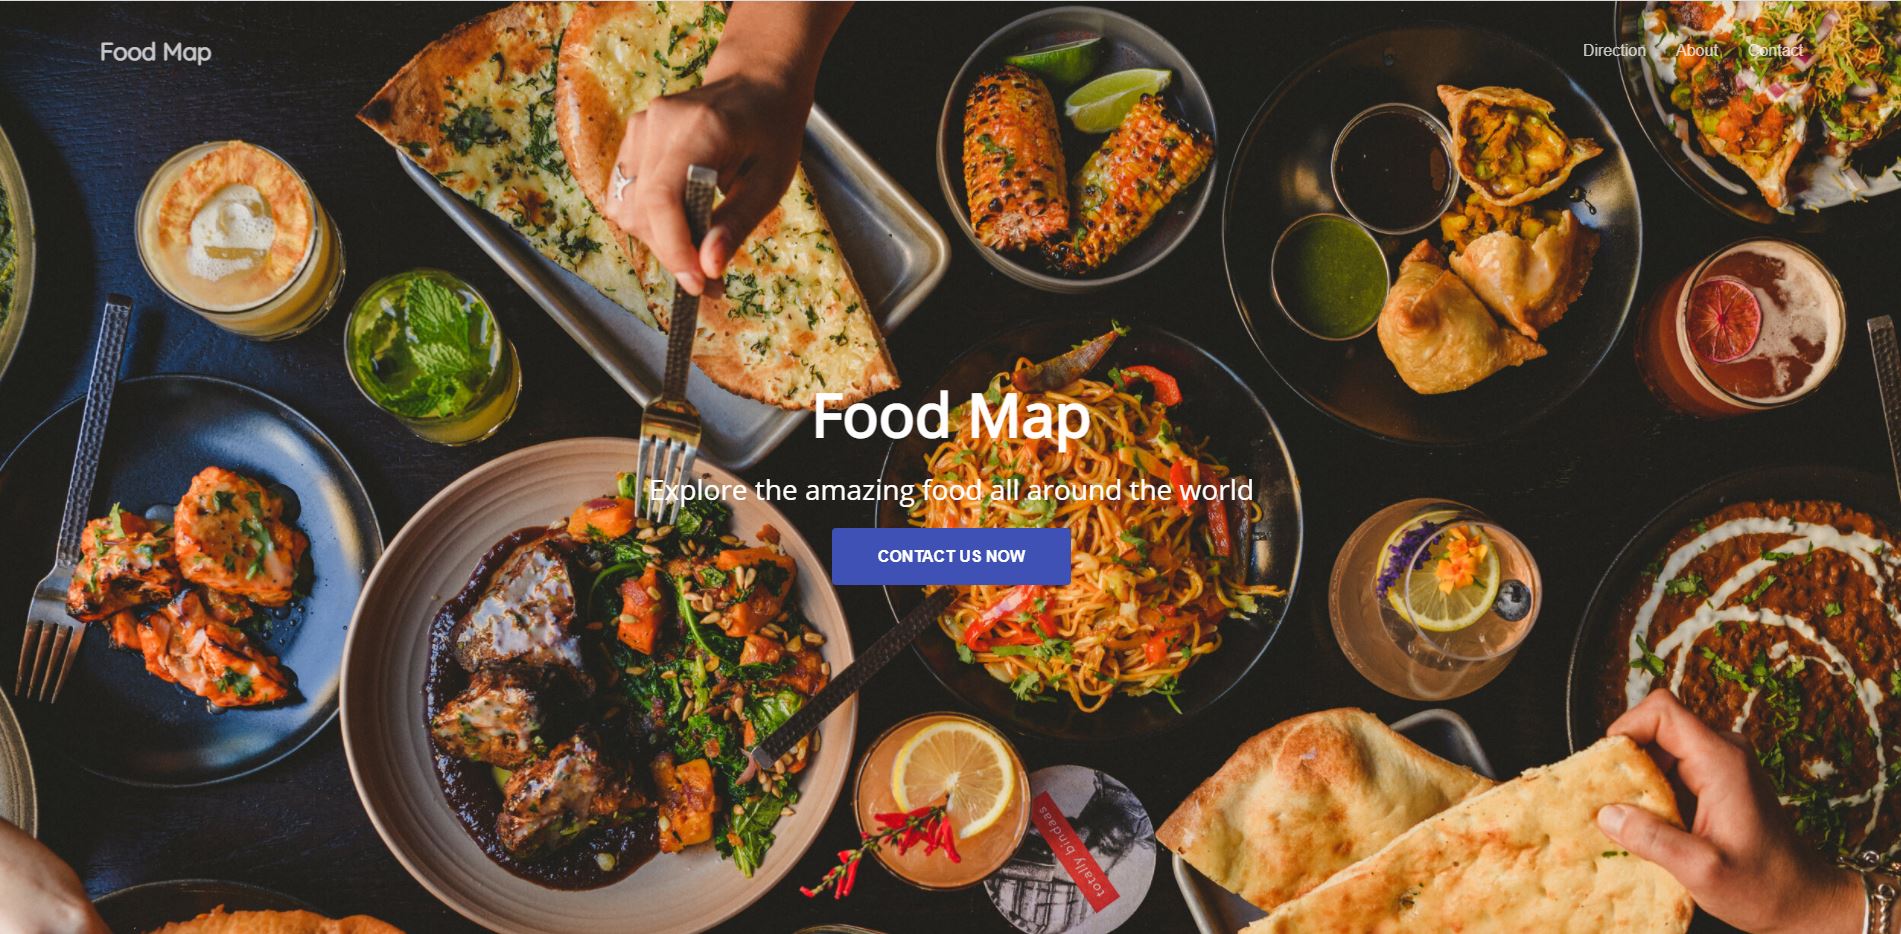 Food Map
Direction About Contact
Food Map
Explore the amazing food all around the world
CONTACT US NOW
totally bindaas